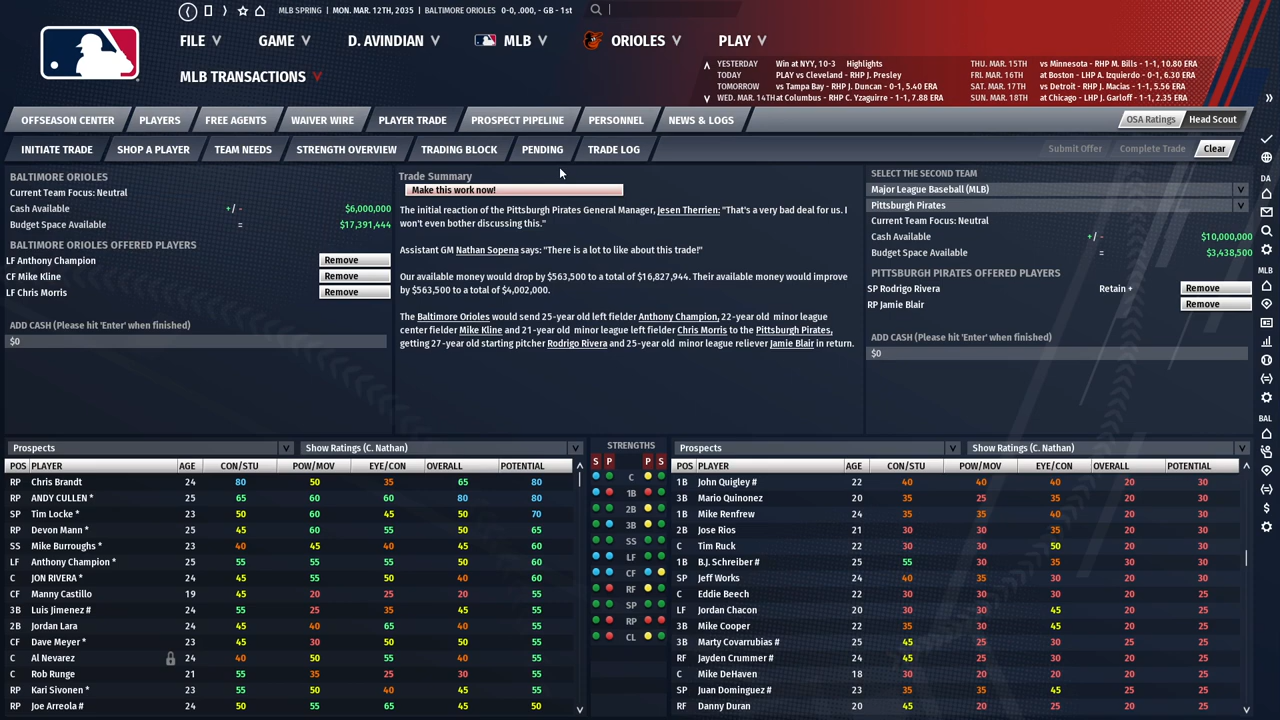 MLB SPRING | MON. MAR. 12TH, 2035 | BALTIMORE ORIOLES 0-0, .000, - GB - 1st
FILE GAME D. AVINDIAN MLB ORIOLES PLAY
MLB TRANSACTIONS
YESTERDAY Win at NYY, 10-3 Highlights THU. MAR. 15TH vs Minnesota - RHP M. Bills - 1-1, 10.80 ERA
TODAY PLAY vs Cleveland - RHP J. Presley FRI. MAR. 16TH at Boston - LHP A. Izquierdo - 0-1, 6.30 ERA
TOMORROW vs Tampa Bay - RHP J. Duncan - 0-1, 5.40 ERA SAT. MAR. 17TH vs Detroit - RHP J. Macias - 1-1, 5.56 ERA
WED. MAR. 14TH at Columbus - RHP C. Yzaguirre - 1-1, 7.88 ERA SUN. MAR. 18TH at Chicago - LHP J. Garloff - 1-1, 2.35 ERA
OFFSEASON CENTER PLAYERS FREE AGENTS WAIVER WIRE PLAYER TRADE PROSPECT PIPELINE PERSONNEL NEWS & LOGS OSA Ratings Head Scout
INITIATE TRADE SHOP A PLAYER TEAM NEEDS STRENGTH OVERVIEW TRADING BLOCK PENDING TRADE LOG Submit Offer Complete Trade Clear
BALTIMORE ORIOLES
Current Team Focus: Neutral
Cash Available +/- $6,000,000
Budget Space Available = $17,391,444
BALTIMORE ORIOLES OFFERED PLAYERS
LF Anthony Champion Remove
CF Mike Kline Remove
LF Chris Morris Remove
ADD CASH (Please hit 'Enter' when finished)
$0
Trade Summary
Make this work now!
The initial reaction of the Pittsburgh Pirates General Manager, Jesen Therrien: "That's a very bad deal for us. I
won't even bother discussing this."
Assistant GM Nathan Sopena says: "There is a lot to like about this trade!"
Our available money would drop by $563,500 to a total of $16,827,944. Their available money would improve
by $563,500 to a total of $4,002,000.
The Baltimore Orioles would send 25-year old left fielder Anthony Champion, 22-year old minor league
center fielder Mike Kline and 21-year old minor league left fielder Chris Morris to the Pittsburgh Pirates,
getting 27-year old starting pitcher Rodrigo Rivera and 25-year old minor league reliever Jamie Blair in return.
SELECT THE SECOND TEAM
Major League Baseball (MLB)
Pittsburgh Pirates
Current Team Focus: Neutral
Cash Available +/- $10,000,000
Budget Space Available = $3,438,500
PITTSBURGH PIRATES OFFERED PLAYERS
SP Rodrigo Rivera Retain + Remove
RP Jamie Blair Remove
ADD CASH (Please hit 'Enter' when finished)
$0
Prospects Show Ratings (C. Nathan)
POS PLAYER AGE CON/STU POW/MOV EYE/CON OVERALL POTENTIAL
RP Chris Brandt 24 80 50 35 65 80
RP ANDY CULLEN * 25 65 60 60 80 80
SP Tim Locke * 23 50 60 45 50 70
RP Devon Mann * 25 45 60 55 50 65
SS Mike Burroughs * 23 40 45 40 45 60
LF Anthony Champion * 25 55 55 55 50 60
C JON RIVERA * 24 45 55 50 40 60
CF Manny Castillo 19 45 20 25 20 55
3B Luis Jimenez # 24 55 25 35 45 55
2B Jordan Lara 24 45 40 65 40 55
CF Dave Meyer * 25 45 30 50 50 55
C Al Nevarez 24 40 50 55 40 55
C Rob Runge 21 55 35 25 30 55
RP Kari Sivonen * 23 55 50 40 45 55
RP Joe Arreola # 24 50 55 65 45 50
STRENGTHS
S P P S
C
1B
2B
3B
SS
LF
CF
RF
SP
RP
CL
Prospects Show Ratings (C. Nathan)
POS PLAYER AGE CON/STU POW/MOV EYE/CON OVERALL POTENTIAL
1B John Quigley # 22 40 40 40 20 30
3B Mario Quinonez 20 35 25 35 20 30
1B Mike Renfrew 24 35 35 40 20 30
2B Jose Rios 21 30 30 35 20 30
C Tim Ruck 22 30 30 50 20 30
1B B.J. Schreiber # 24 55 30 35 20 30
SP Jeff Works 24 40 35 30 20 30
C Eddie Beech 22 30 30 30 20 25
LF Jordan Chacon 20 30 30 45 20 25
3B Mike Cooper 22 35 30 45 20 25
3B Marty Covarrubias # 21 45 25 35 20 25
RF Jayden Crummer # 24 45 30 35 20 25
C Mike DeHaven 18 30 20 30 20 25
SP Juan Dominguez # 23 35 35 45 25 25
RF Danny Duran 20 45 20 25 20 25
DA
MLB
BAL